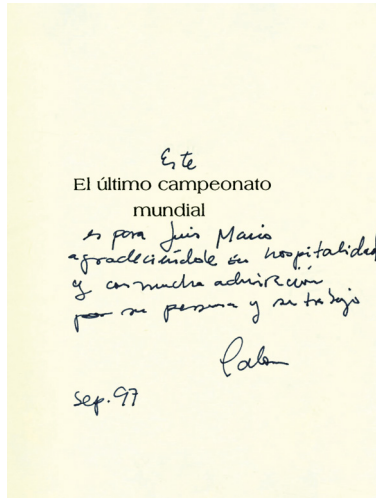 Este
El último campeonato
mundial
es para Luis Mario
agradeciéndole su hospitalidad
y con mucha admiración
por su persona y su trabajo
sep. 97